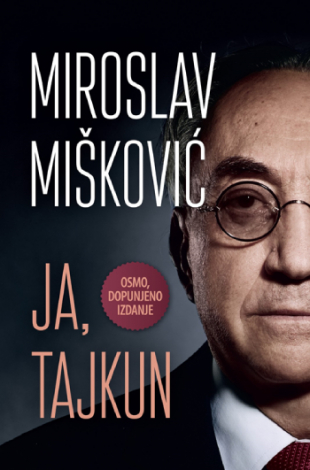 MIROSLAV
MIŠKOVIĆ
JA,
TAJKUN
OSMO,
DOPUNJENO
IZDANJE